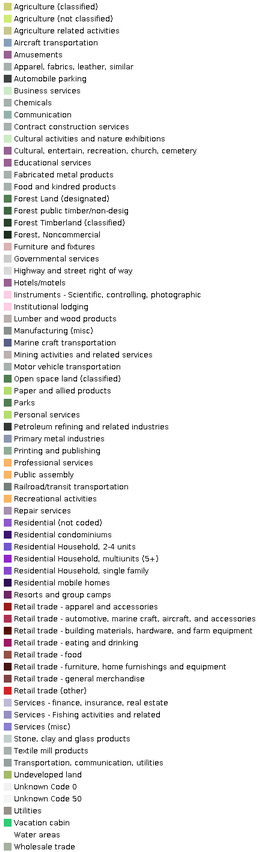 Agriculture (classified)
Agriculture (not classified)
Agriculture related activities
Aircraft transportation
Amusements
Apparel, fabrics, leather, similar
Automobile parking
Business services
Chemicals
Communication
Contract construction services
Cultural activities and nature exhibitions
Cultural, entertain, recreation, church, cemetery
Educational services
Fabricated metal products
Food and kindred products
Forest Land (designated)
Forest public timber/non-desig
Forest Timberland (classified)
Forest, Noncommercial
Furniture and fixtures
Governmental services
Highway and street right of way
Hotels/motels
Iinstruments - Scientific, controlling, photographic
Institutional lodging
Lumber and wood products
Manufacturing (misc)
Marine craft transportation
Mining activities and related services
Motor vehicle transportation
Open space land (classified)
Paper and allied products
Parks
Personal services
Petroleum refining and related industries
Primary metal industries
Printing and publishing
Professional services
Public assembly
Railroad/transit transportation
Recreational activities
Repair services
Residential (not coded)
Residential condominiums
Residential Household, 2-4 units
Residential Household, multiunits (5+)
Residential Household, single family
Residential mobile homes
Resorts and group camps
Retail trade - apparel and accessories
Retail trade - automotive, marine craft, aircraft, and accessories
Retail trade - building materials, hardware, and farm equipment
Retail trade - eating and drinking
Retail trade - food
Retail trade - furniture, home furnishings and equipment
Retail trade - general merchandise
Retail trade (other)
Services - finance, insurance, real estate
Services - Fishing activities and related
Services (misc)
Stone, clay and glass products
Textile mill products
Transportation, communication, utilities
Undeveloped land
Unknown Code 0
Unknown Code 50
Utilities
Vacation cabin
Water areas
Wholesale trade